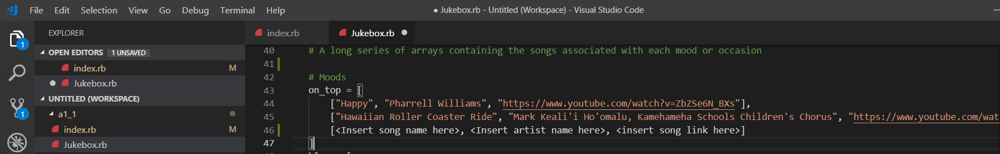 File Edit Selection View Go Debug Terminal Help
● Jukebox.rb - Untitled (Workspace) - Visual Studio Code
1
1
EXPLORER
OPEN EDITORS 1 UNSAVED
index.rb M
Jukebox.rb
UNTITLED (WORKSPACE)
a1_1
index.rb M
Jukebox.rb
index.rb Jukebox.rb
40 # A long series of arrays containing the songs associated with each mood or occasion
41
42 # Moods
43 on_top = [
44 ["Happy", "Pharrell Williams", "https://www.youtube.com/watch?v=ZbZSe6N_BXs"],
45 ["Hawaiian Roller Coaster Ride", "Mark Keali'i Ho'omalu, Kamehameha Schools Children's Chorus", "https://www.youtube.com/wat
46 [<Insert song name here>, <Insert artist name here>, <insert song link here>]
47 ]